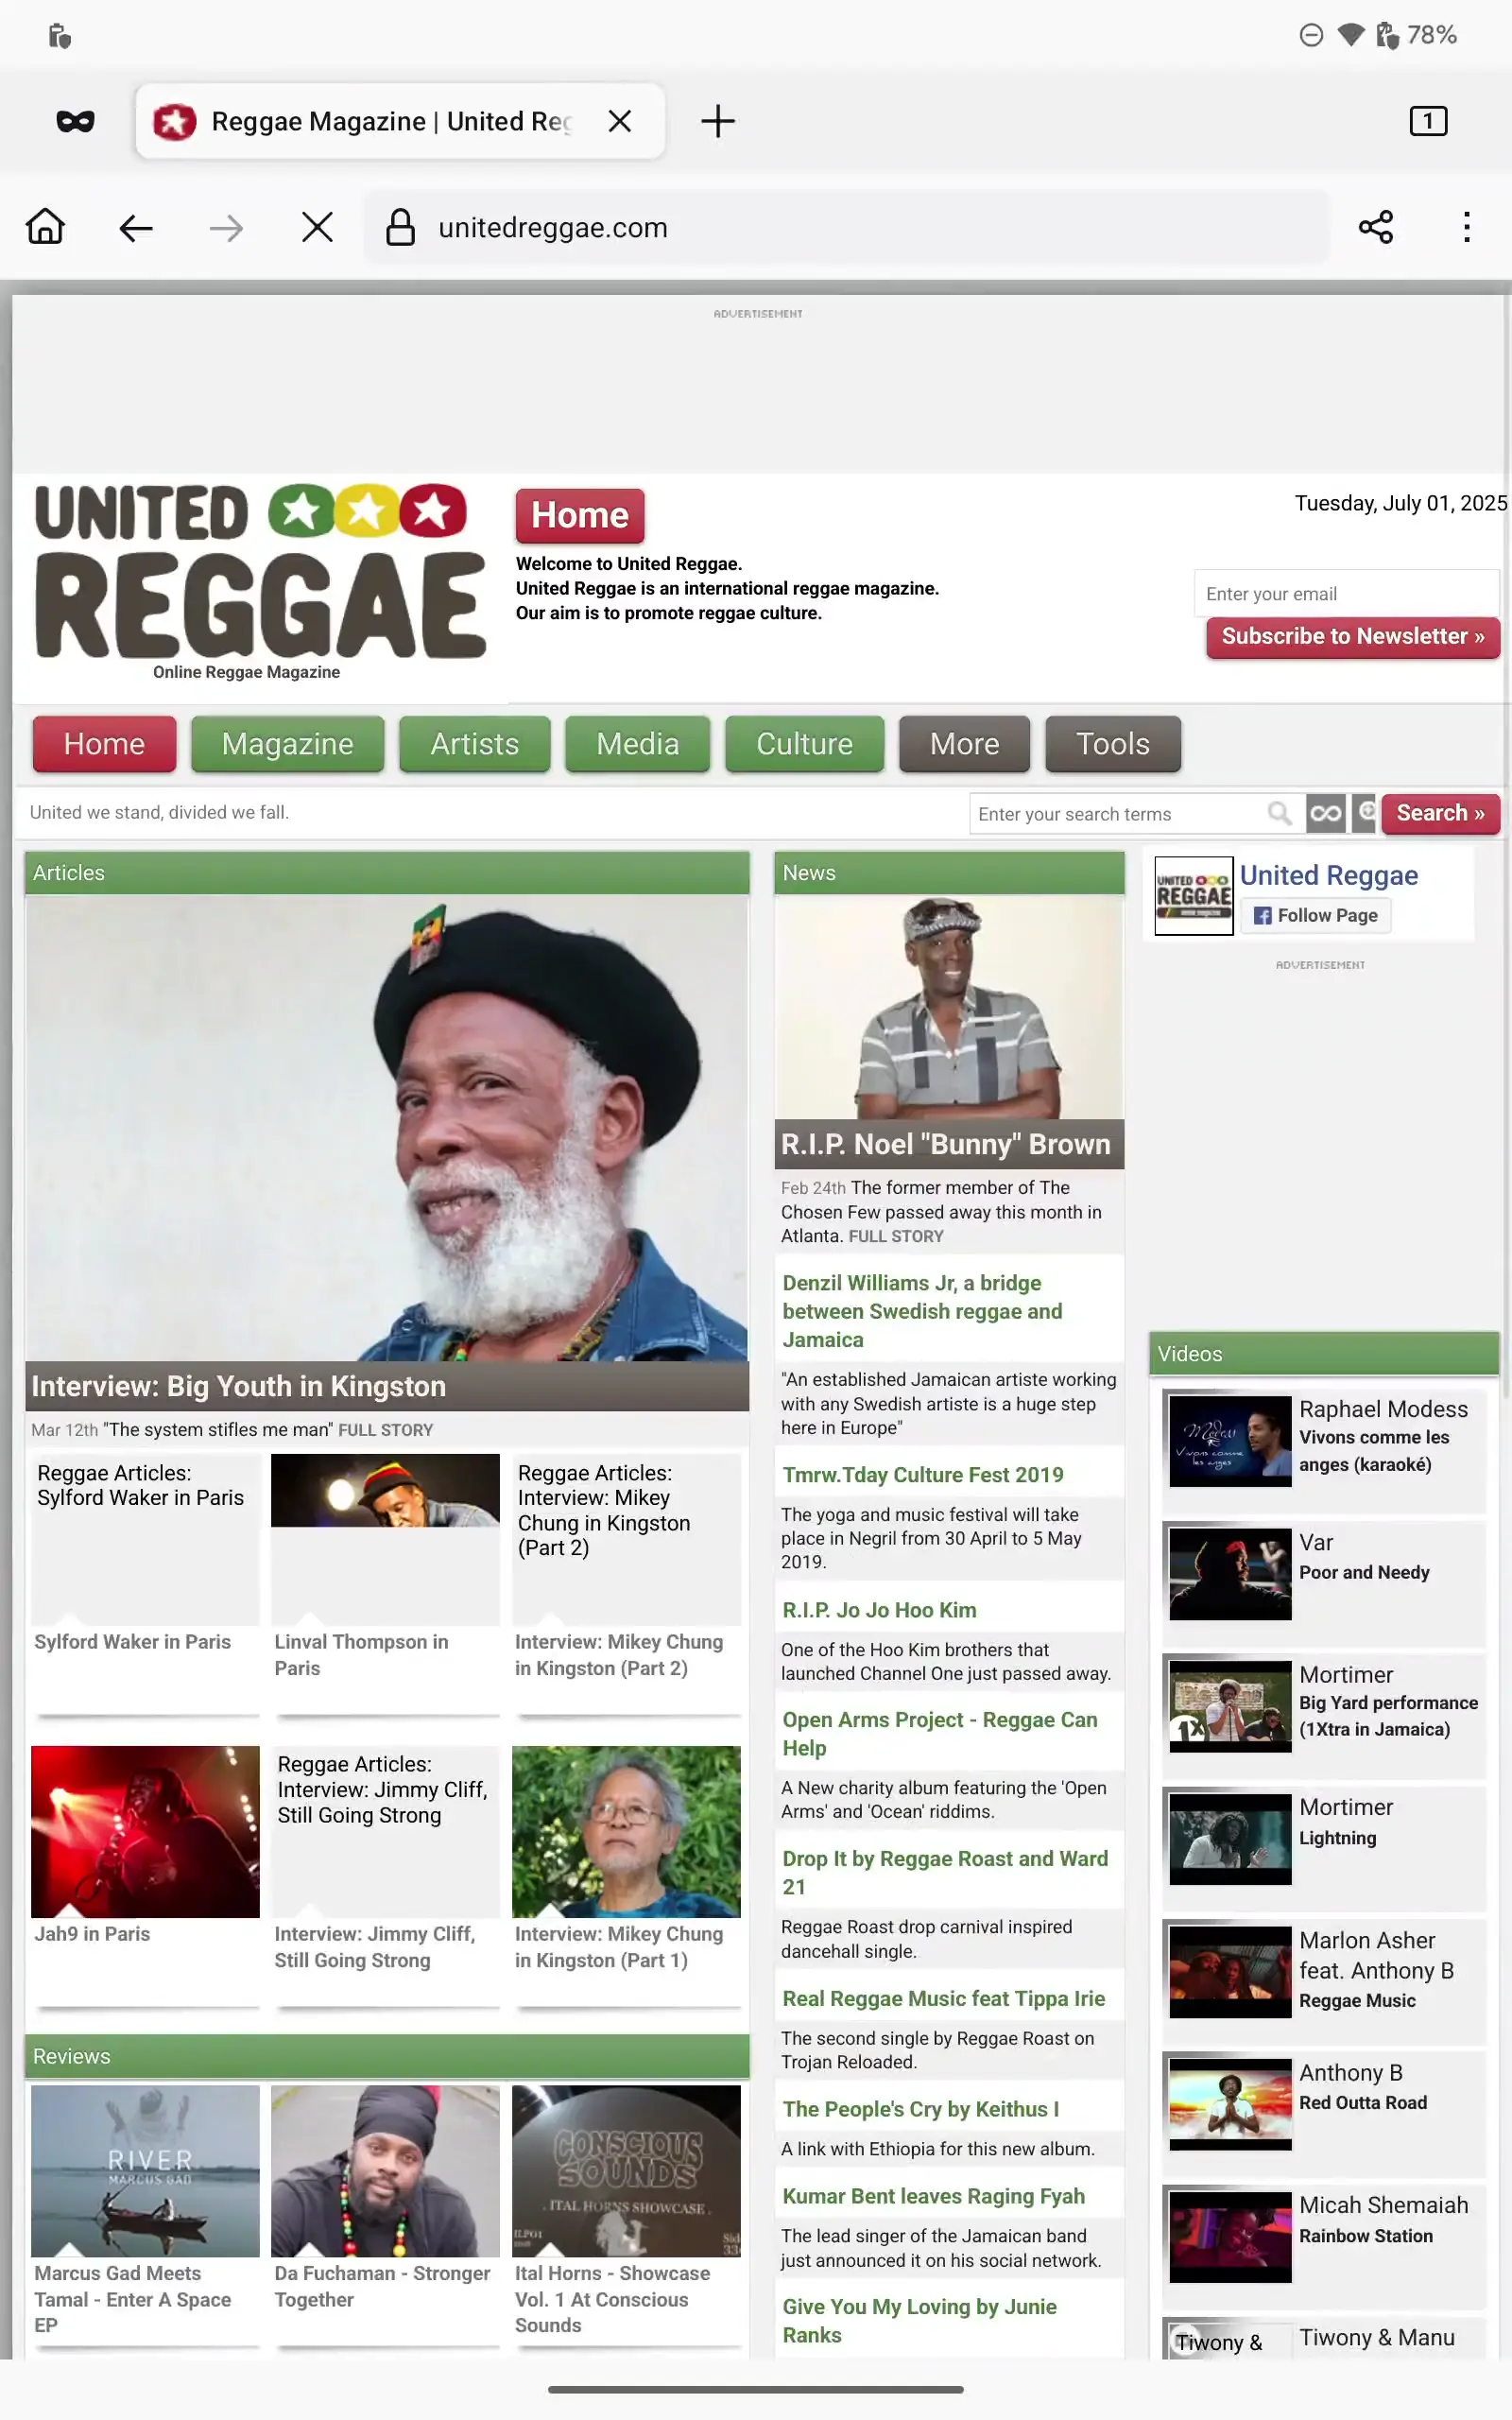 78%
Reggae Magazine | United Reg
1
unitedreggae.com
ADVERTISEMENT
UNITED
REGGAE
Online Reggae Magazine
Home
Welcome to United Reggae.
United Reggae is an international reggae magazine.
Our aim is to promote reggae culture.
Tuesday, July 01, 2025
Enter your email
Subscribe to Newsletter »
Home Magazine Artists Media Culture More Tools
United we stand, divided we fall.
Enter your search terms
Search »
Articles
Interview: Big Youth in Kingston
Mar 12th "The system stifles me man" FULL STORY
Reggae Articles:
Sylford Waker in Paris
Sylford Waker in Paris
Linval Thompson in
Paris
Reggae Articles:
Interview: Mikey
Chung in Kingston
(Part 2)
Interview: Mikey Chung
in Kingston (Part 2)
Jah9 in Paris
Reggae Articles:
Interview: Jimmy Cliff,
Still Going Strong
Interview: Jimmy Cliff,
Still Going Strong
Interview: Mikey Chung
in Kingston (Part 1)
Reviews
RIVER
MARCUS GAD
Marcus Gad Meets
Tamal - Enter A Space
EP
Da Fuchaman - Stronger
Together
CONSCIOUS
SOUNDS
ITAL HORNS SHOWCASE
Ital Horns - Showcase
Vol. 1 At Conscious
Sounds
News
R.I.P. Noel "Bunny" Brown
Feb 24th The former member of The
Chosen Few passed away this month in
Atlanta. FULL STORY
Denzil Williams Jr, a bridge
between Swedish reggae and
Jamaica
"An established Jamaican artiste working
with any Swedish artiste is a huge step
here in Europe"
Tmrw.Tday Culture Fest 2019
The yoga and music festival will take
place in Negril from 30 April to 5 May
2019.
R.I.P. Jo Jo Hoo Kim
One of the Hoo Kim brothers that
launched Channel One just passed away.
Open Arms Project - Reggae Can
Help
A New charity album featuring the 'Open
Arms' and 'Ocean' riddims.
Drop It by Reggae Roast and Ward
21
Reggae Roast drop carnival inspired
dancehall single.
Real Reggae Music feat Tippa Irie
The second single by Reggae Roast on
Trojan Reloaded.
The People's Cry by Keithus I
A link with Ethiopia for this new album.
Kumar Bent leaves Raging Fyah
The lead singer of the Jamaican band
just announced it on his social network.
Give You My Loving by Junie
Ranks
UNITED
REGGAE
United Reggae
Follow Page
ADVERTISEMENT
Videos
Modess
Vivons comme
les anges
Raphael Modess
Vivons comme les
anges (karaoké)
Var
Poor and Needy
1X
Mortimer
Big Yard performance
(1Xtra in Jamaica)
Mortimer
Lightning
Marlon Asher
feat. Anthony B
Reggae Music
Anthony B
Red Outta Road
Micah Shemaiah
Rainbow Station
Tiwony &
Tiwony & Manu